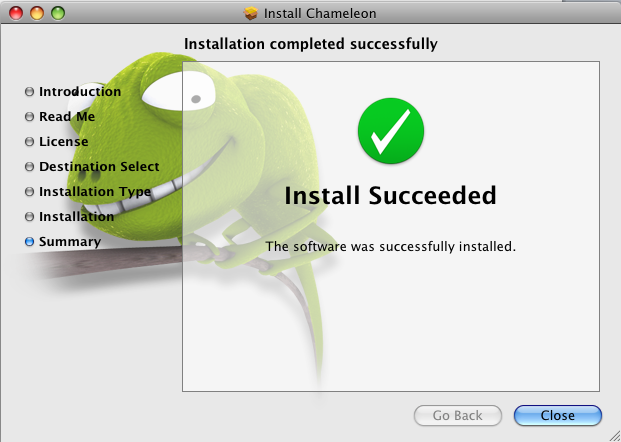 Install Chameleon
Installation completed successfully
Introduction
Read Me
License
Destination Select
Installation Type
Installation
Summary
Install Succeeded
The software was successfully installed.
Go Back
Close